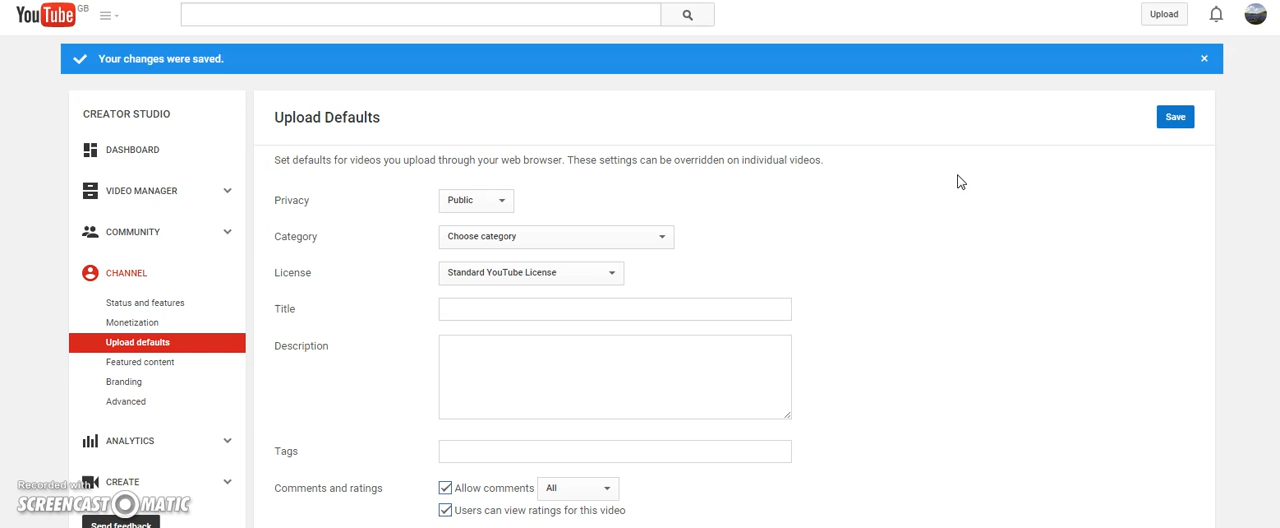 YouTube GB
Upload
Your changes were saved.
×
CREATOR STUDIO
DASHBOARD
VIDEO MANAGER
COMMUNITY
CHANNEL
Status and features
Monetization
Upload defaults
Featured content
Branding
Advanced
ANALYTICS
CREATE
Send feedback
Upload Defaults
Save
Set defaults for videos you upload through your web browser. These settings can be overridden on individual videos.
Privacy Public
Category Choose category
License Standard YouTube License
Title
Description
Tags
Comments and ratings Allow comments All
Users can view ratings for this video
Recorded with
SCREENCAST-O-MATIC